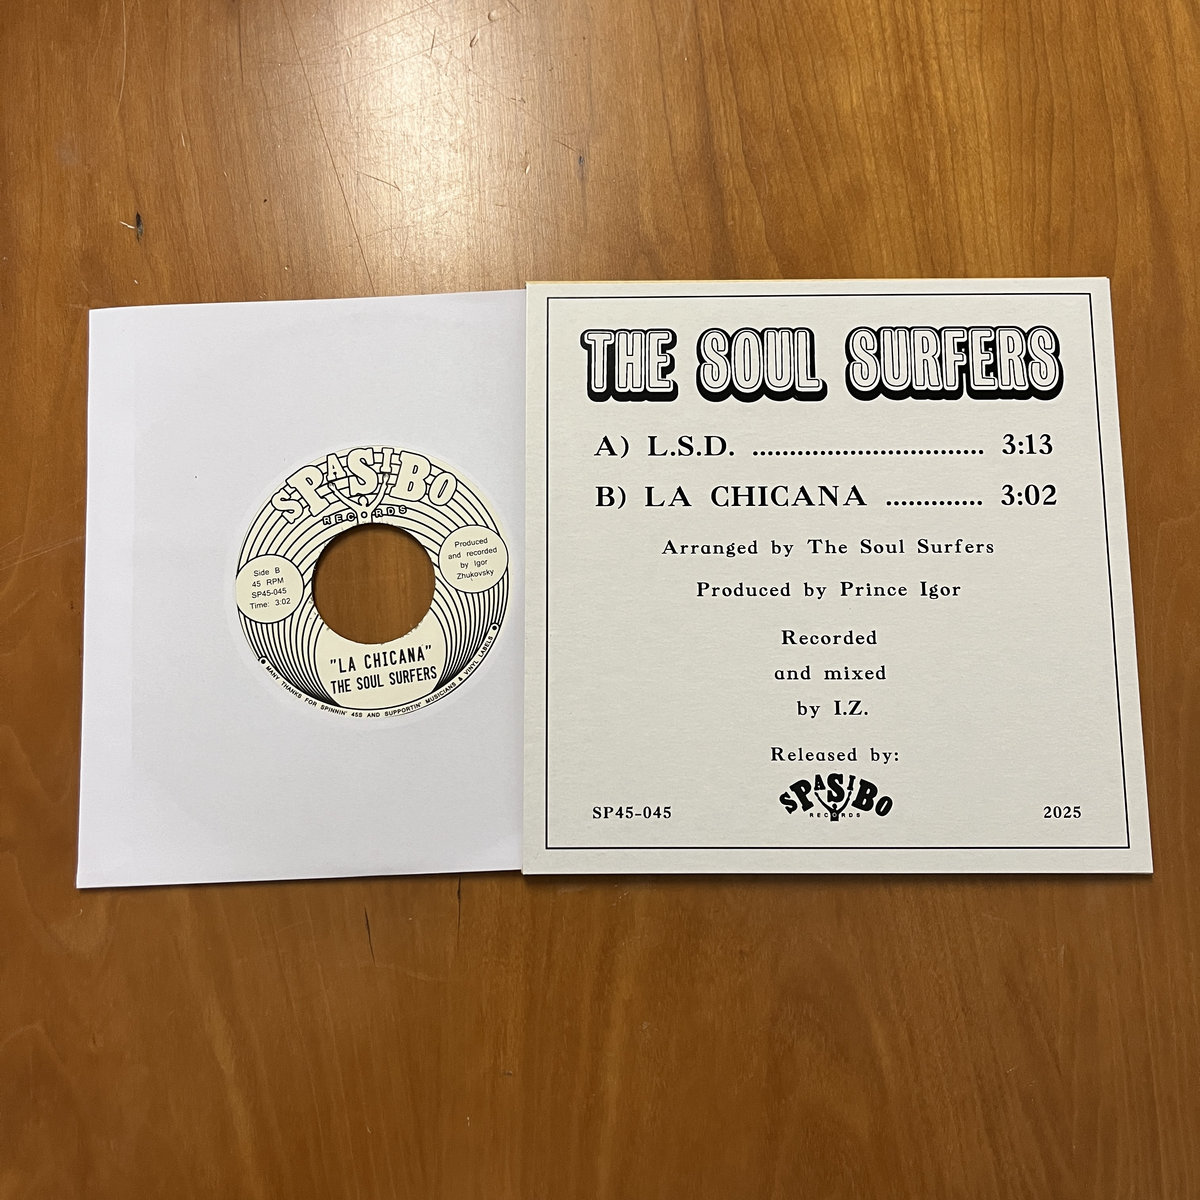 SPASIBO
RECORDS
Side B
45 RPM
SP45-045
Time: 3:02
Produced
and recorded
by Igor
Zhukovsky
"LA CHICANA"
THE SOUL SURFERS
MANY THANKS FOR SPINNIN' 45S AND SUPPORTIN' MUSICIANS & VINYL LABELS
THE SOUL SURFERS
A) L.S.D. .............................. 3:13
B) LA CHICANA ............. 3:02
Arranged by The Soul Surfers
Produced by Prince Igor
Recorded
and mixed
by I.Z.
Released by:
SPASIBO
RECORDS
SP45-045
2025